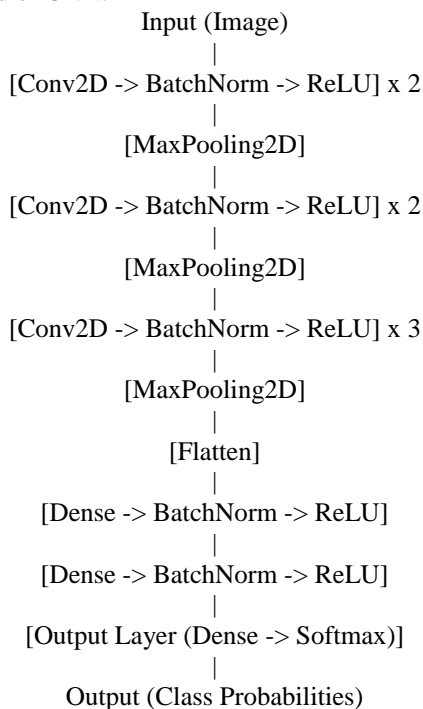 Input (Image)
|
[Conv2D -> BatchNorm -> ReLU] x 2
|
[MaxPooling2D]
|
[Conv2D -> BatchNorm -> ReLU] x 2
|
[MaxPooling2D]
|
[Conv2D -> BatchNorm -> ReLU] x 3
|
[MaxPooling2D]
|
[Flatten]
|
[Dense -> BatchNorm -> ReLU]
|
[Dense -> BatchNorm -> ReLU]
|
[Output Layer (Dense -> Softmax)]
|
Output (Class Probabilities)